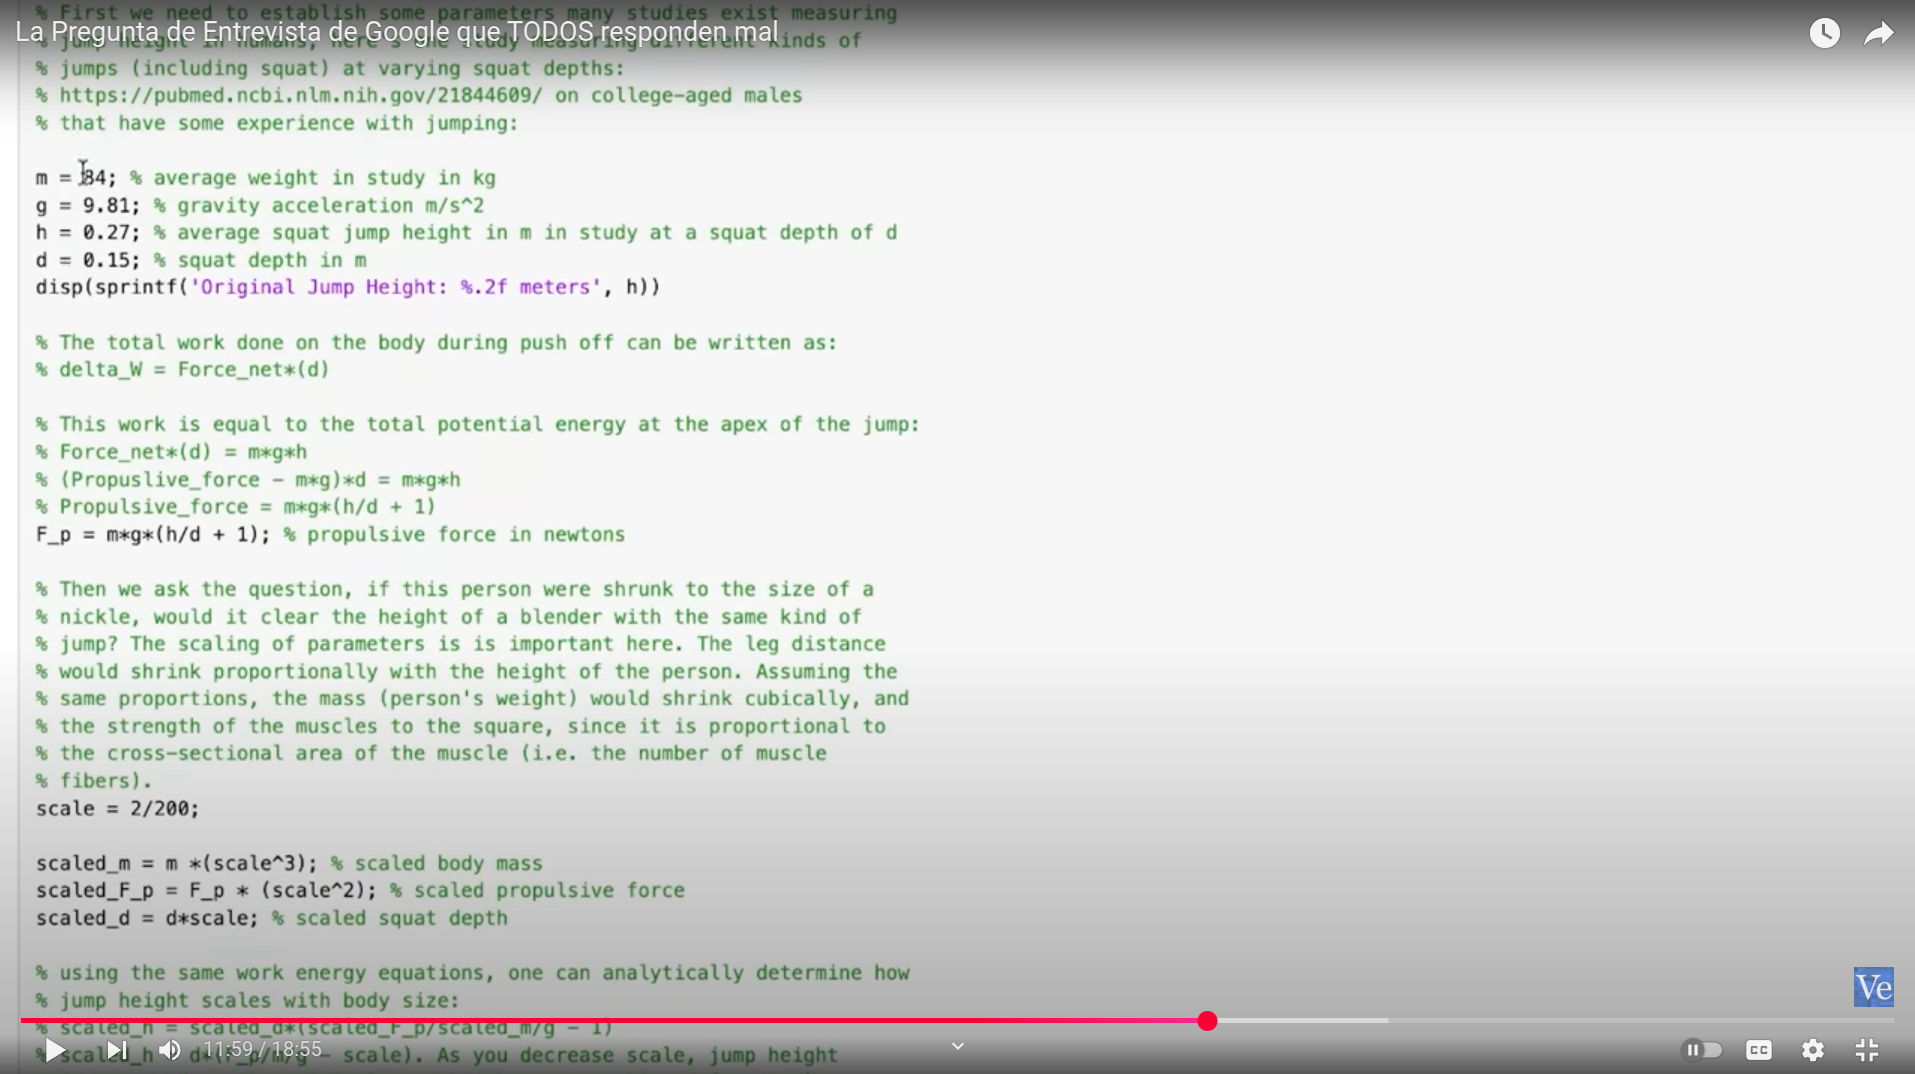 % First we need to establish some parameters many studies exist measuring
La Pregunta de Entrevista de Google que TODOS responden mal
% jump height in humans, here's one study measuring different kinds of
% jumps (including squat) at varying squat depths:
% https://pubmed.ncbi.nlm.nih.gov/21844609/ on college-aged males
% that have some experience with jumping:
m = 84; % average weight in study in kg
g = 9.81; % gravity acceleration m/s^2
h = 0.27; % average squat jump height in m in study at a squat depth of d
d = 0.15; % squat depth in m
disp(sprintf('Original Jump Height: %.2f meters', h))
% The total work done on the body during push off can be written as:
% delta_W = Force_net*(d)
% This work is equal to the total potential energy at the apex of the jump:
% Force_net*(d) = m*g*h
% (Propuslive_force - m*g)*d = m*g*h
% Propulsive_force = m*g*(h/d + 1)
F_p = m*g*(h/d + 1); % propulsive force in newtons
% Then we ask the question, if this person were shrunk to the size of a
% nickle, would it clear the height of a blender with the same kind of
% jump? The scaling of parameters is is important here. The leg distance
% would shrink proportionally with the height of the person. Assuming the
% same proportions, the mass (person's weight) would shrink cubically, and
% the strength of the muscles to the square, since it is proportional to
% the cross-sectional area of the muscle (i.e. the number of muscle
% fibers).
scale = 2/200;
scaled_m = m *(scale^3); % scaled body mass
scaled_F_p = F_p * (scale^2); % scaled propulsive force
scaled_d = d*scale; % scaled squat depth
% using the same work energy equations, one can analytically determine how
% jump height scales with body size:
Ve
% scaled_h = scaled_d*(scaled_F_p/scaled_m/g - 1)
% scaled_h = d*(F_p/m/g - scale). As you decrease scale, jump height
11:59 / 18:55
CC